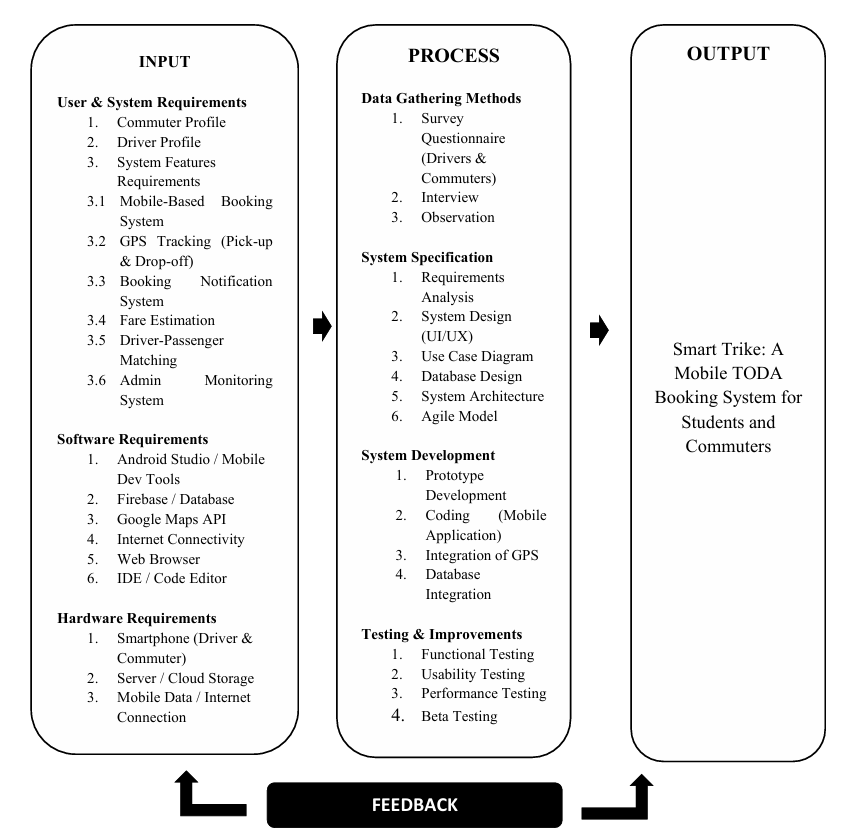 INPUT
User & System Requirements
1. Commuter Profile
2. Driver Profile
3. System Features
Requirements
3.1 Mobile-Based Booking
System
3.2 GPS Tracking (Pick-up
& Drop-off)
3.3 Booking Notification
System
3.4 Fare Estimation
3.5 Driver-Passenger
Matching
3.6 Admin Monitoring
System
Software Requirements
1. Android Studio / Mobile
Dev Tools
2. Firebase / Database
3. Google Maps API
4. Internet Connectivity
5. Web Browser
6. IDE / Code Editor
Hardware Requirements
1. Smartphone (Driver &
Commuter)
2. Server / Cloud Storage
3. Mobile Data / Internet
Connection
PROCESS
Data Gathering Methods
1. Survey
Questionnaire
(Drivers &
Commuters)
2. Interview
3. Observation
System Specification
1. Requirements
Analysis
2. System Design
(UI/UX)
3. Use Case Diagram
4. Database Design
5. System Architecture
6. Agile Model
System Development
1. Prototype
Development
2. Coding (Mobile
Application)
3. Integration of GPS
4. Database
Integration
Testing & Improvements
1. Functional Testing
2. Usability Testing
3. Performance Testing
4. Beta Testing
OUTPUT
Smart Trike: A
Mobile TODA
Booking System for
Students and
Commuters
FEEDBACK